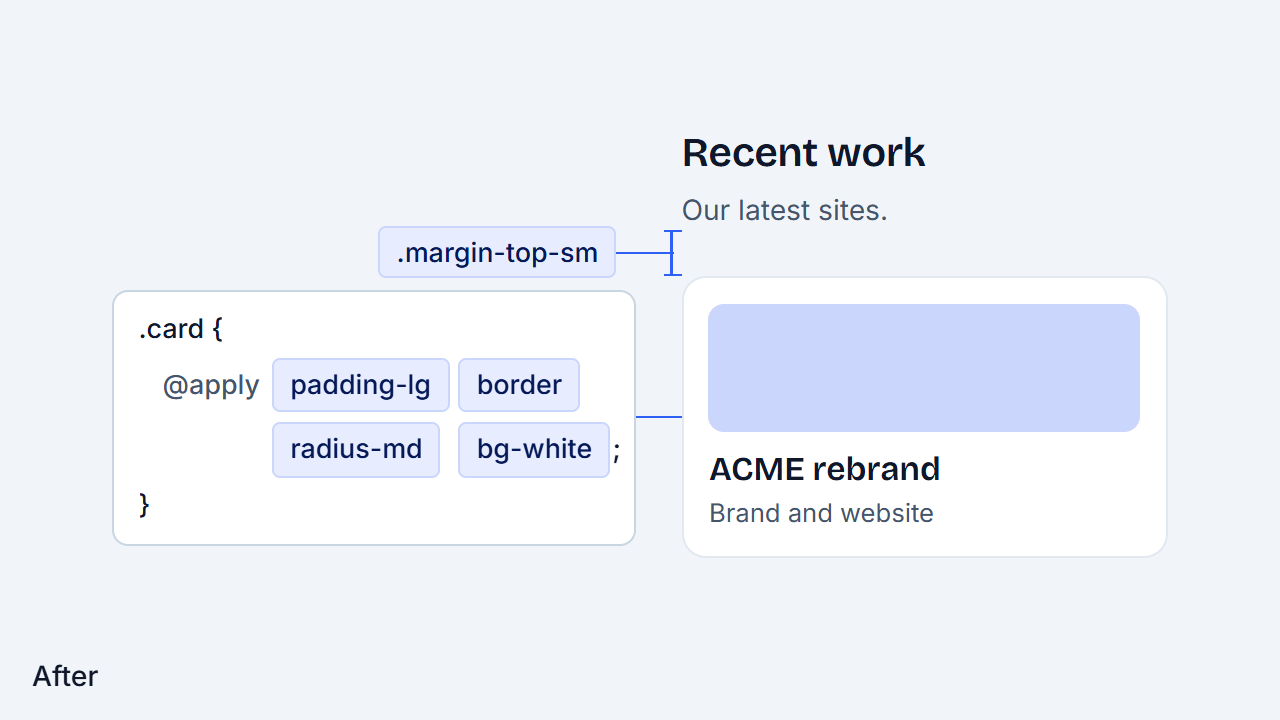 Recent work
Our latest sites.
.margin-top-sm
.card {
@apply padding-lg border
radius-md bg-white ;
}
ACME rebrand
Brand and website
After